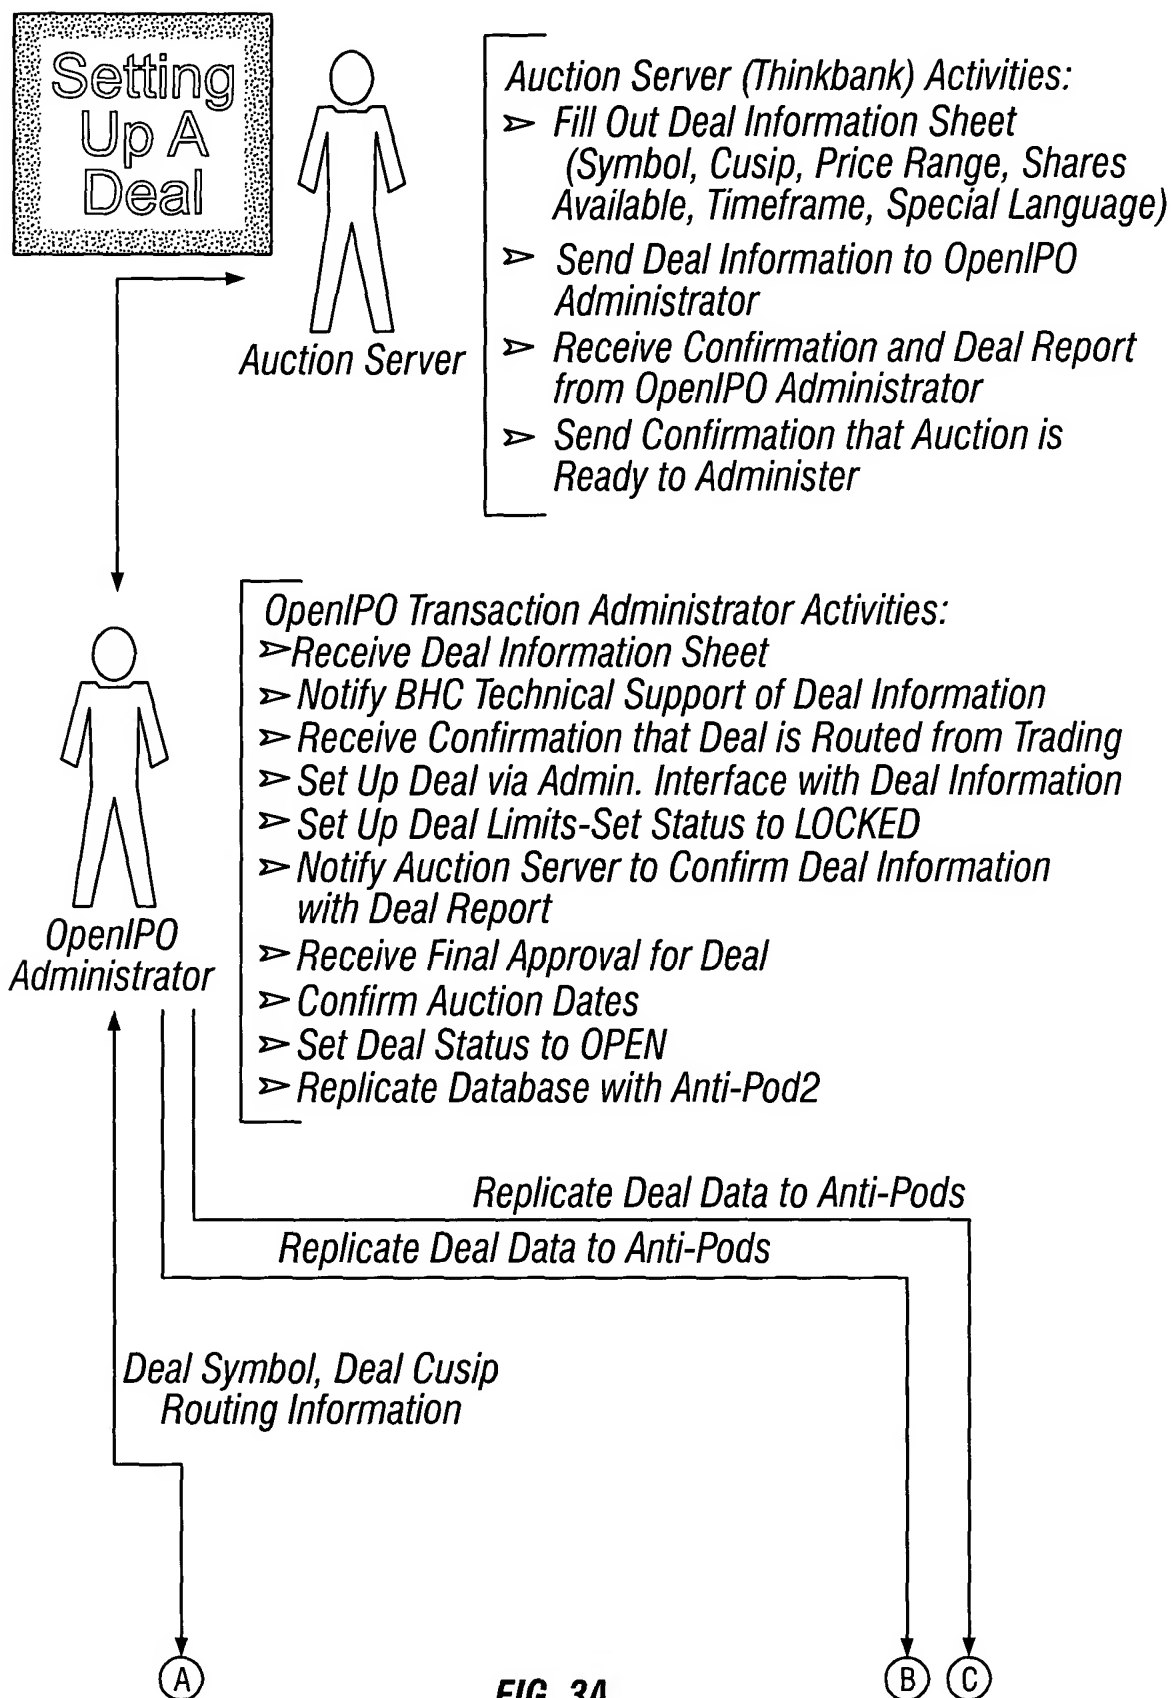 Setting
Up A
Deal
Auction Server
Auction Server (Thinkbank) Activities:
➢ Fill Out Deal Information Sheet
(Symbol, Cusip, Price Range, Shares
Available, Timeframe, Special Language)
➢ Send Deal Information to OpenIPO
Administrator
➢ Receive Confirmation and Deal Report
from OpenIPO Administrator
➢ Send Confirmation that Auction is
Ready to Administer
OpenIPO
Administrator
OpenIPO Transaction Administrator Activities:
➢Receive Deal Information Sheet
➢ Notify BHC Technical Support of Deal Information
➢ Receive Confirmation that Deal is Routed from Trading
➢ Set Up Deal via Admin. Interface with Deal Information
➢ Set Up Deal Limits-Set Status to LOCKED
➢ Notify Auction Server to Confirm Deal Information
with Deal Report
➢ Receive Final Approval for Deal
➢ Confirm Auction Dates
➢ Set Deal Status to OPEN
➢ Replicate Database with Anti-Pod2
Replicate Deal Data to Anti-Pods
Replicate Deal Data to Anti-Pods
Deal Symbol, Deal Cusip
Routing Information
A
B
C
FIG. 3A